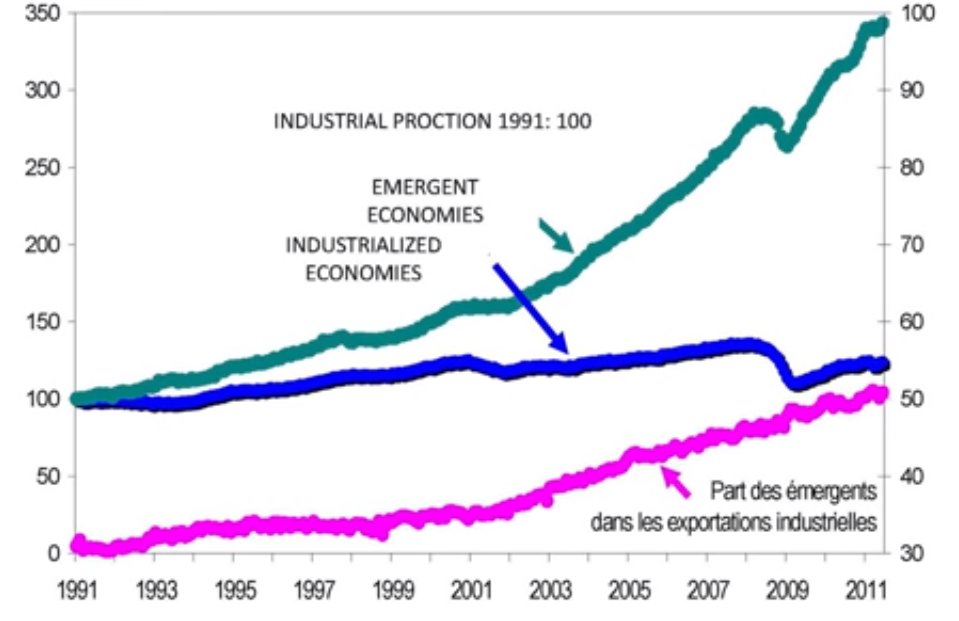 350
100
300
90
INDUSTRIAL PROCTION 1991: 100
250
80
EMERGENT
ECONOMIES
200
70
INDUSTRIALIZED
ECONOMIES
150
60
100
50
50
40
Part des émergents
dans les exportations industrielles
0
30
1991 1993 1995 1997 1999 2001 2003 2005 2007 2009 2011